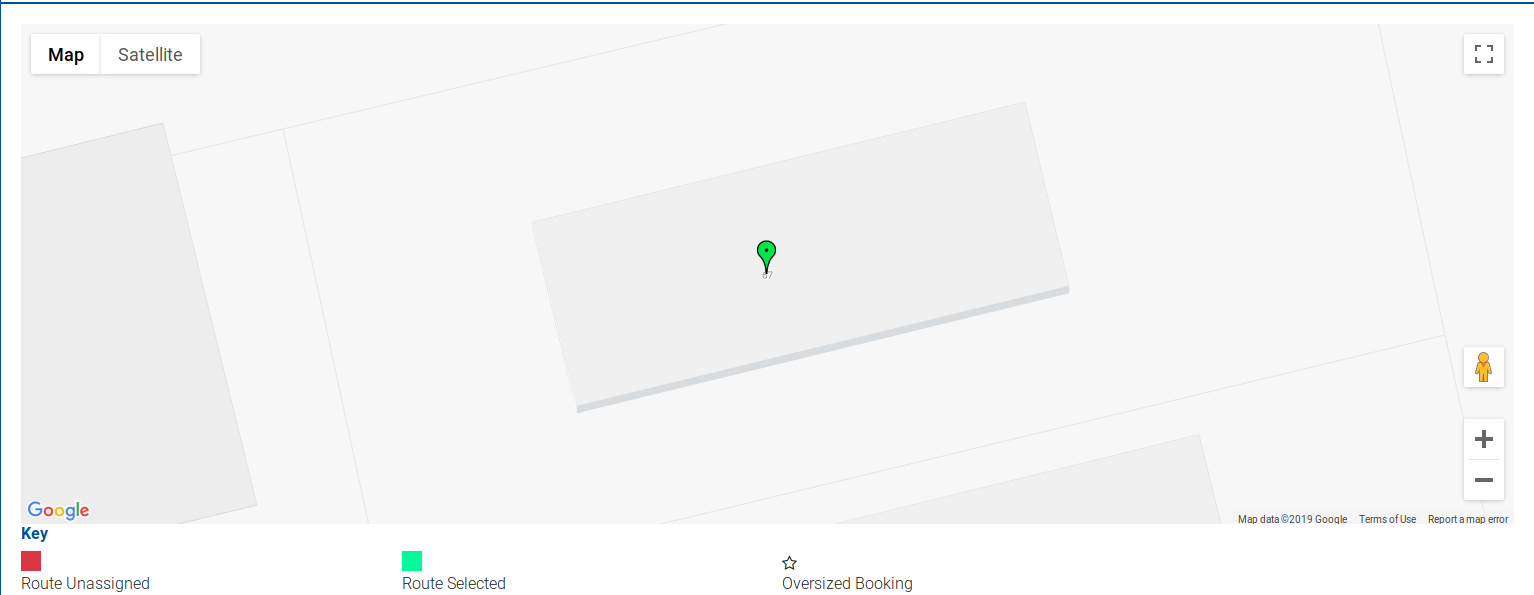 Map Satellite
Google
Map data ©2019 Google Terms of Use Report a map error
Key
Route Unassigned
Route Selected
Oversized Booking